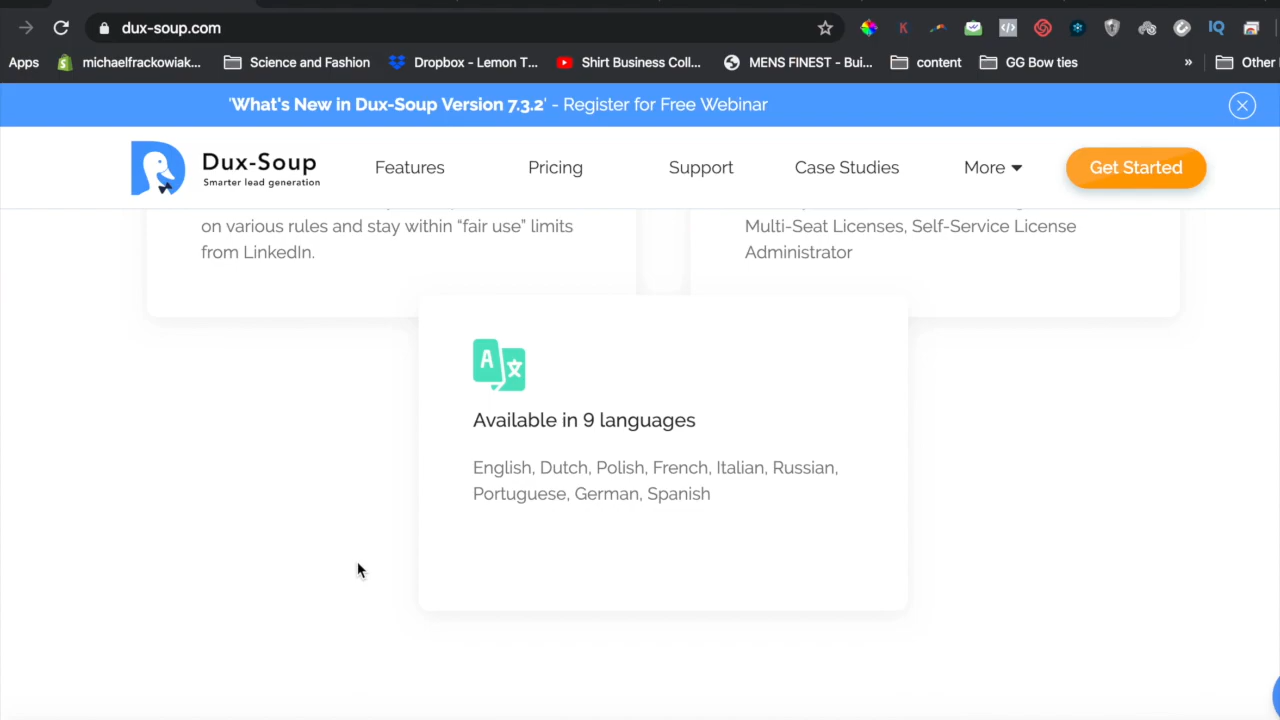 dux-soup.com
IQ
Apps michaelfrackowiak... Science and Fashion Dropbox - Lemon T... Shirt Business Coll... MENS FINEST - Bui... content GG Bow ties » Other
'What's New in Dux-Soup Version 7.3.2' - Register for Free Webinar
Dux-Soup
Smarter lead generation
Features Pricing Support Case Studies More Get Started
on various rules and stay within “fair use” limits
from LinkedIn.
Multi-Seat Licenses, Self-Service License
Administrator
A
Available in 9 languages
English, Dutch, Polish, French, Italian, Russian,
Portuguese, German, Spanish